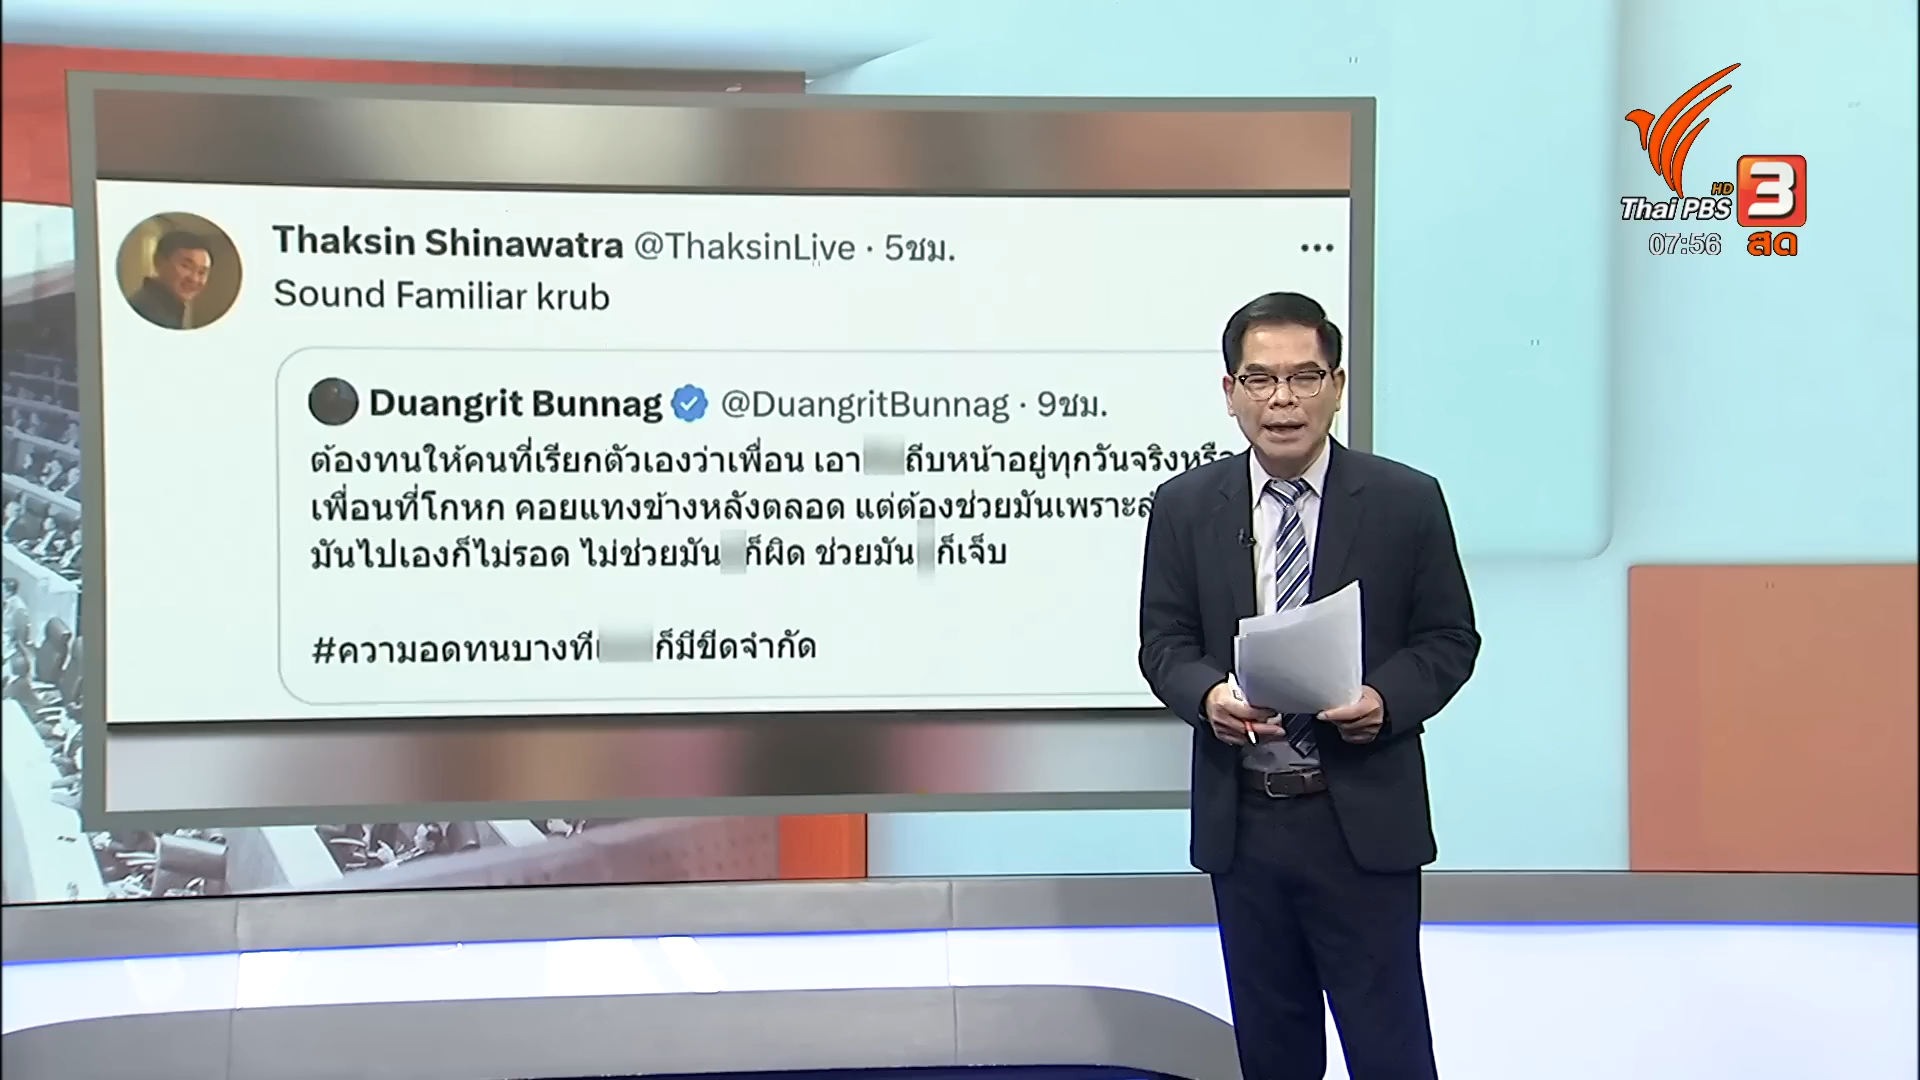 Thaksin Shinawatra @ThaksinLive · 5ชม.
Sound Familiar krub
Duangrit Bunnag @DuangritBunnag · 9ชม.
ต้องทนให้คนที่เรียกตัวเองว่าเพื่อน เอา ถีบหน้าอยู่ทุกวันจริงหรือ
เพื่อนที่โกหก คอยแทงข้างหลังตลอด แต่ต้องช่วยมันเพราะ
มันไปเองก็ไม่รอด ไม่ช่วยมัน ก็ผิด ช่วยมัน ก็เจ็บ
#ความอดทนบางที ก็มีขีดจำกัด
Thai PBS HD 3
07:56 สด